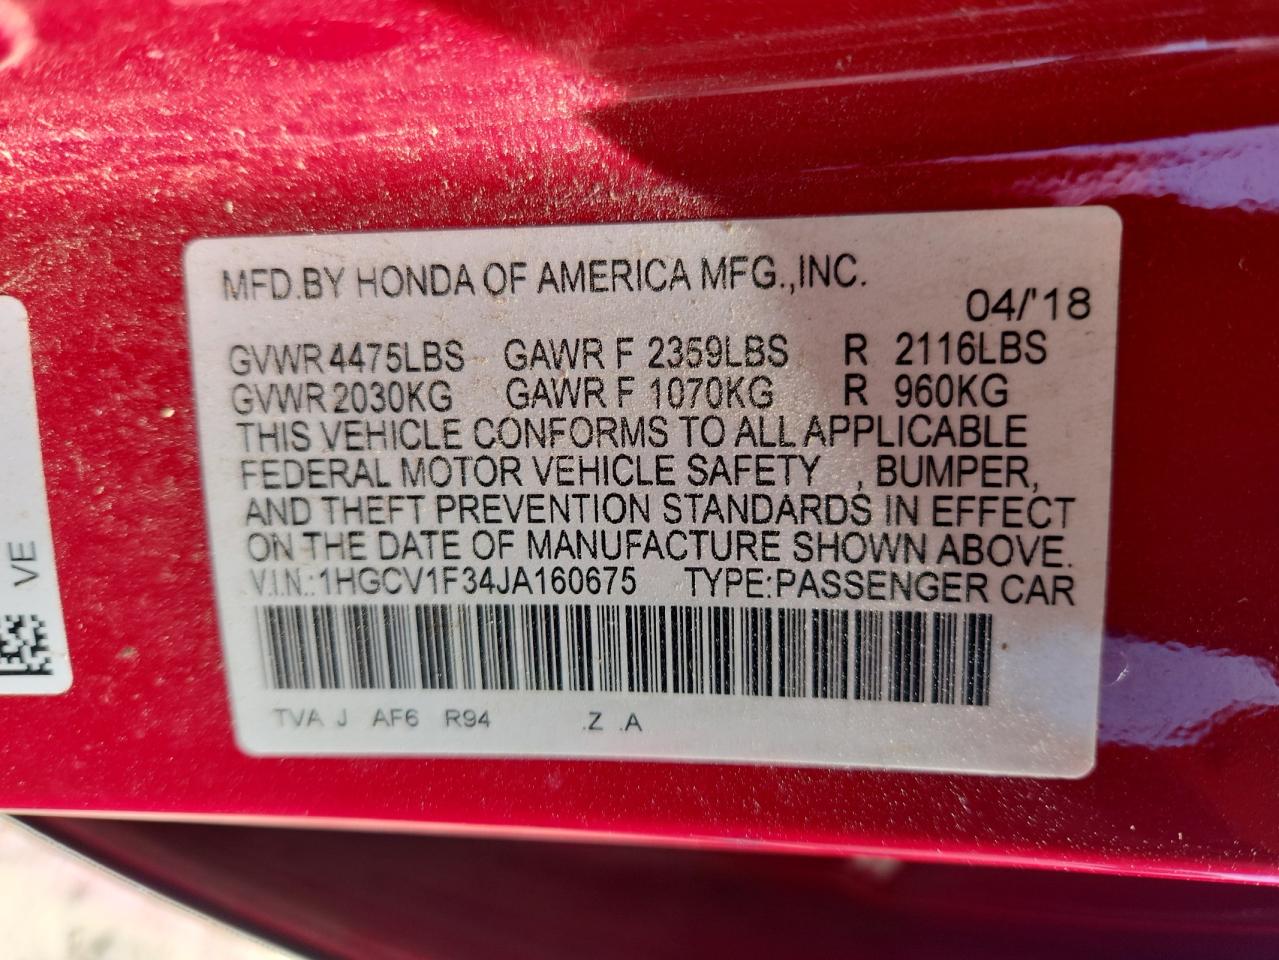 MFD.BY HONDA OF AMERICA MFG.,INC.
04/'18
GVWR 4475LBS GAWR F 2359LBS R 2116LBS
GVWR 2030KG GAWR F 1070KG R 960KG
THIS VEHICLE CONFORMS TO ALL APPLICABLE
FEDERAL MOTOR VEHICLE SAFETY , BUMPER,
AND THEFT PREVENTION STANDARDS IN EFFECT
ON THE DATE OF MANUFACTURE SHOWN ABOVE.
V.I.N.:1HGCV1F34JA160675 TYPE:PASSENGER CAR
TVA J AF6 R94 .Z .A
VE